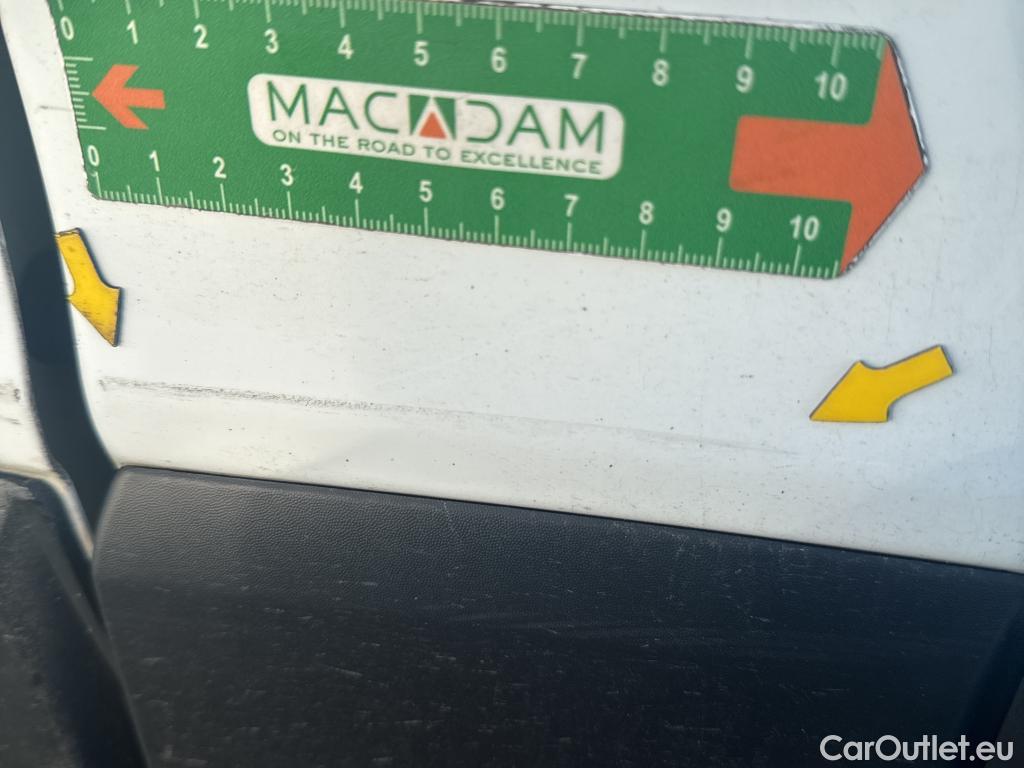 0 1 2 3 4 5 6 7 8 9 10
MACADAM
ON THE ROAD TO EXCELLENCE
0 1 2 3 4 5 6 7 8 9 10
CarOutlet.eu